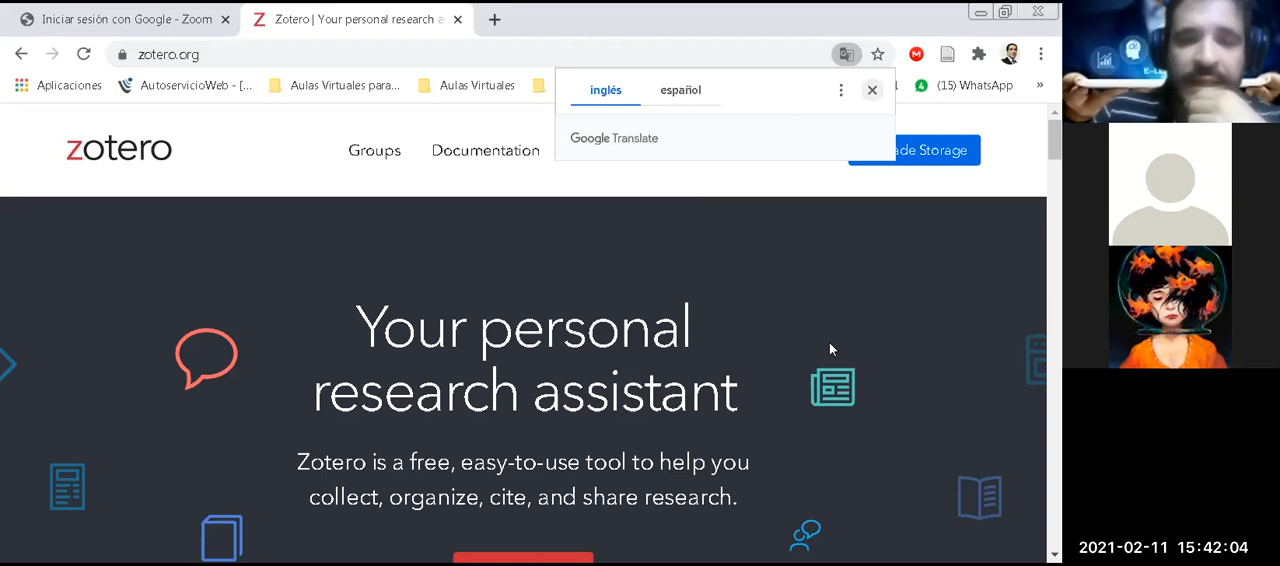 Iniciar sesión con Google - Zoom
Zotero | Your personal research a
zotero.org
Aplicaciones
AutoservicioWeb - [...
Aulas Virtuales para...
Aulas Virtuales
(15) WhatsApp
»
inglés
español
Google Translate
zotero
Groups
Documentation
ade Storage
Your personal
research assistant
Zotero is a free, easy-to-use tool to help you
collect, organize, cite, and share research.
2021-02-11 15:42:04